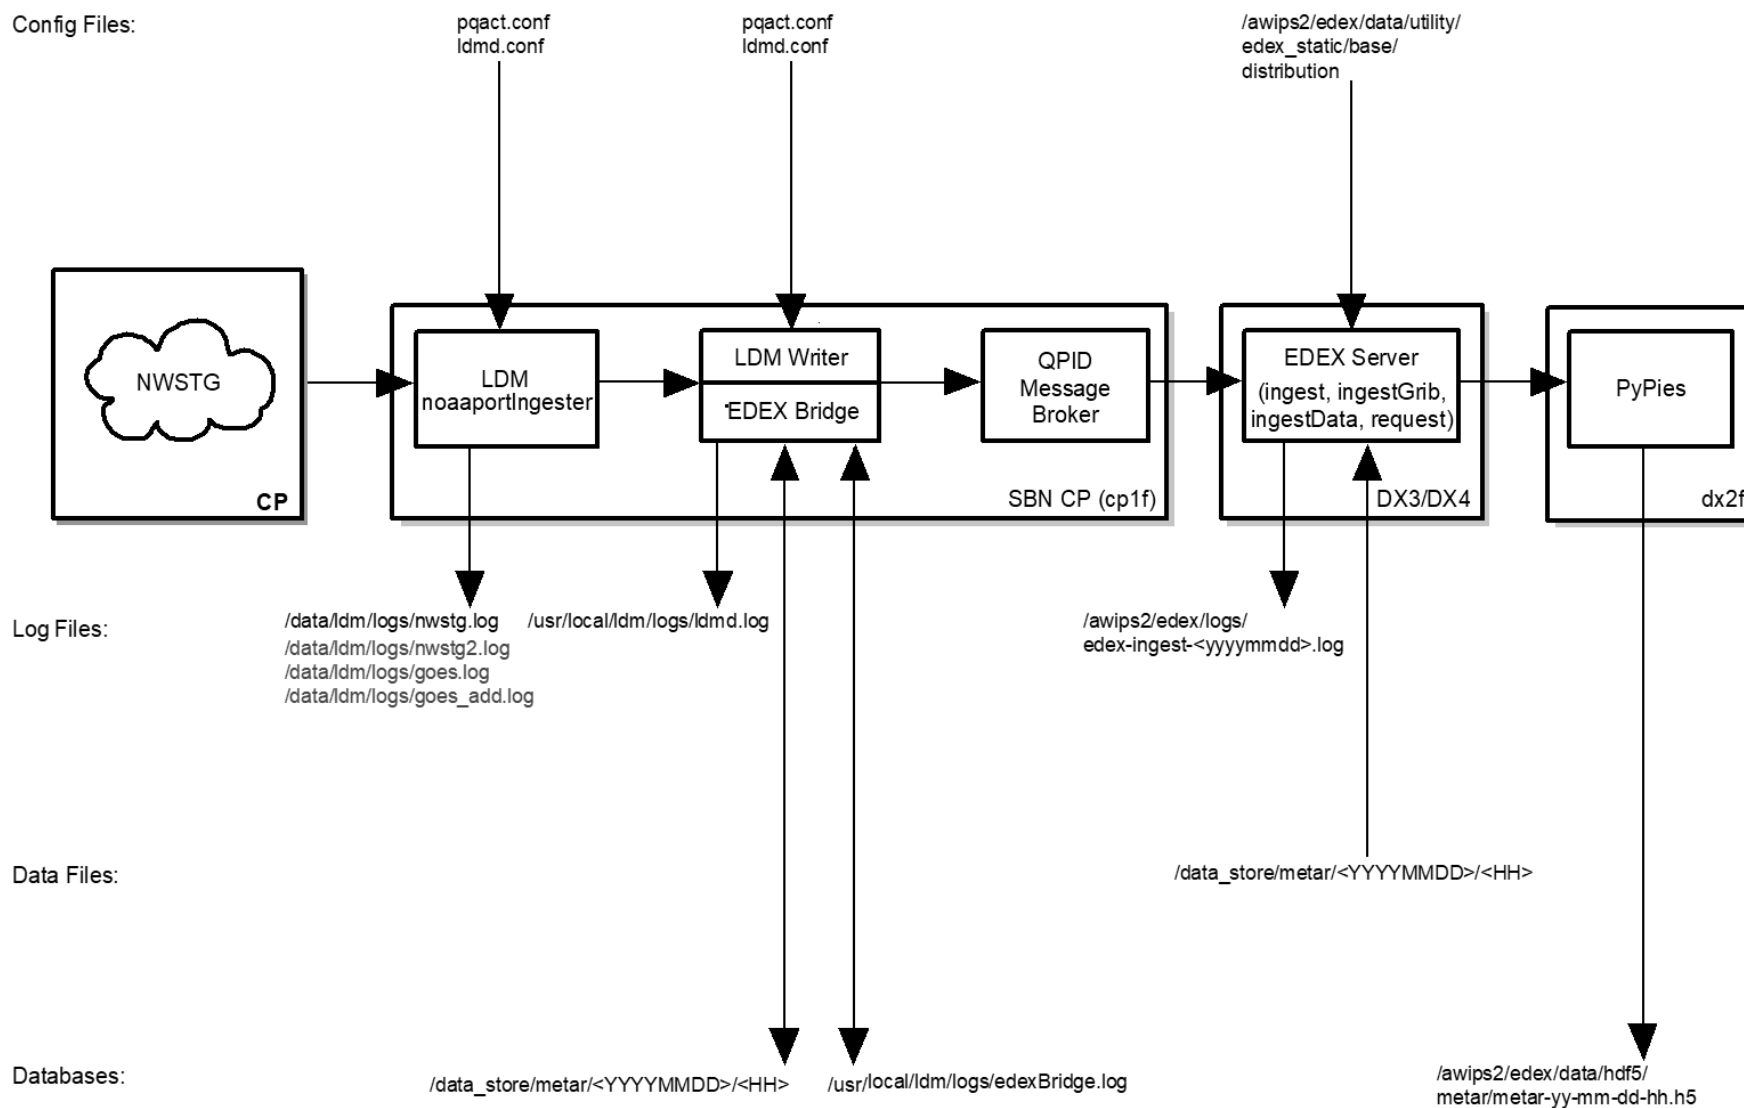 Config Files:
pqact.conf
ldmd.conf
pqact.conf
ldmd.conf
/awips2/edex/data/utility/
edex_static/base/
distribution
NWSTG
CP
LDM
noaaportIngester
LDM Writer
EDEX Bridge
QPID
Message
Broker
SBN CP (cp1f)
EDEX Server
(ingest, ingestGrib,
ingestData, request)
DX3/DX4
PyPies
dx2f
Log Files:
/data/ldm/logs/nwstg.log
/data/ldm/logs/nwstg2.log
/data/ldm/logs/goes.log
/data/ldm/logs/goes_add.log
/usr/local/ldm/logs/ldmd.log
/awips2/edex/logs/
edex-ingest-<yyyymmdd>.log
Data Files:
/data_store/metar/<YYYYMMDD>/<HH>
Databases:
/data_store/metar/<YYYYMMDD>/<HH>
/usr/local/ldm/logs/edexBridge.log
/awips2/edex/data/hdf5/
metar/metar-yy-mm-dd-hh.h5